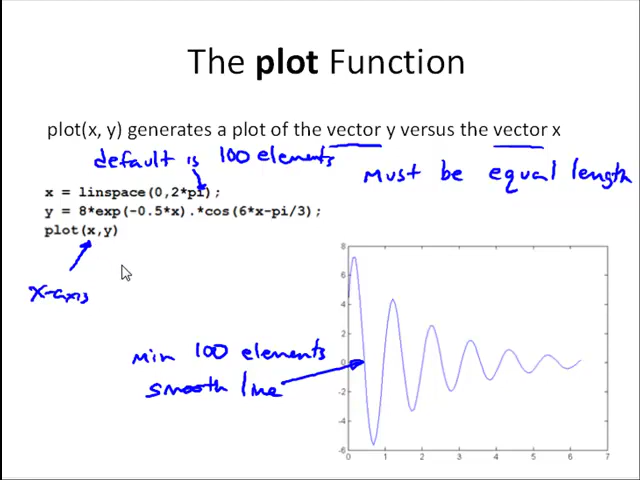 The plot Function
plot(x, y) generates a plot of the vector y versus the vector x
default is 100 elements
must be equal length
x = linspace(0,2*pi);
y = 8*exp(-0.5*x).*cos(6*x-pi/3);
plot(x,y)
x-axis
min 100 elements
smooth line
8
6
4
2
0
-2
-4
-6
0 1 2 3 4 5 6 7